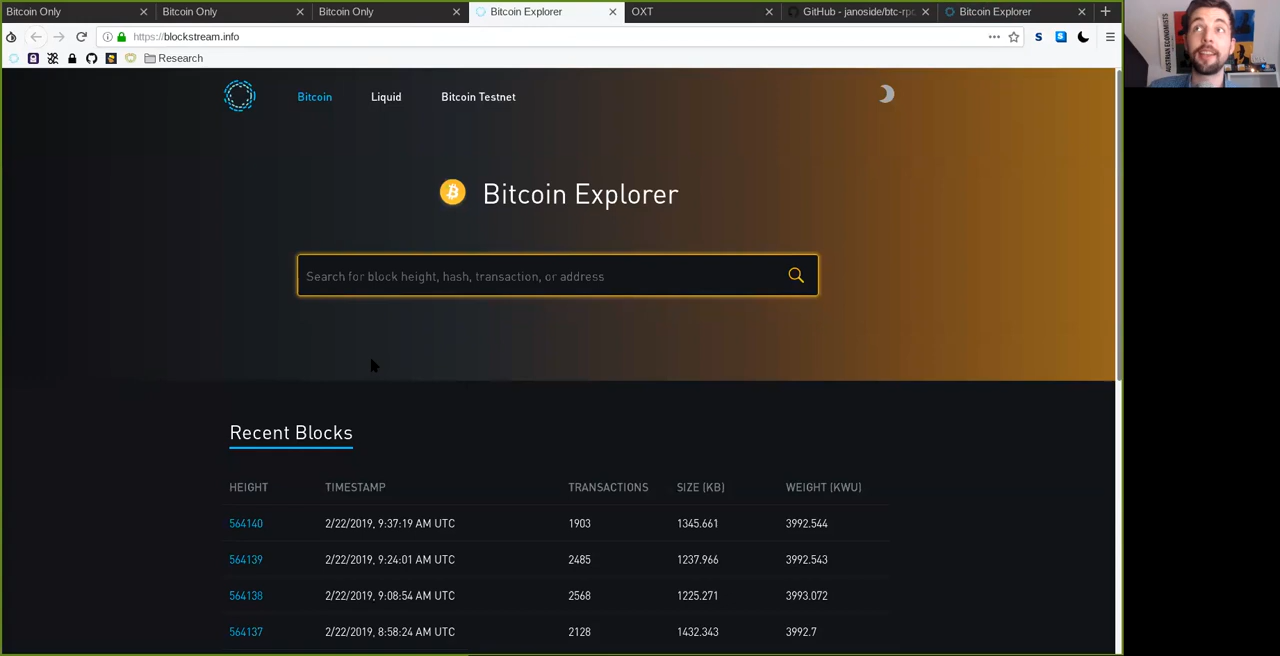 Bitcoin Only
Bitcoin Only
Bitcoin Only
Bitcoin Explorer
OXT
GitHub - janoside/btc-rpc
Bitcoin Explorer
https://blockstream.info
Research
Bitcoin
Liquid
Bitcoin Testnet
Bitcoin Explorer
Search for block height, hash, transaction, or address
Recent Blocks
HEIGHT TIMESTAMP TRANSACTIONS SIZE (KB) WEIGHT (KWU)
564140 2/22/2019, 9:37:19 AM UTC 1903 1345.661 3992.544
564139 2/22/2019, 9:24:01 AM UTC 2485 1237.966 3992.543
564138 2/22/2019, 9:08:54 AM UTC 2568 1225.271 3993.072
564137 2/22/2019, 8:58:24 AM UTC 2128 1432.343 3992.7
AUSTRIAN ECONOMISTS